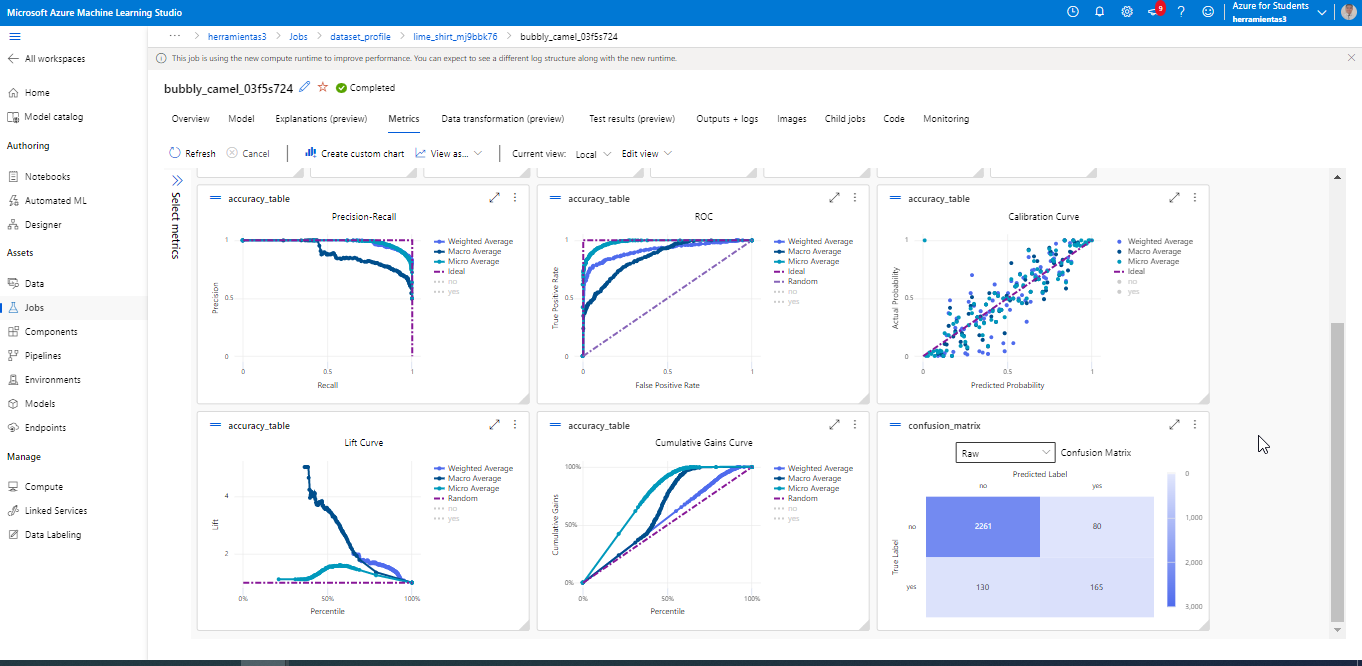 Microsoft Azure Machine Learning Studio
9
Azure for Students
herramientas3
All workspaces
Home
Model catalog
Authoring
Notebooks
Automated ML
Designer
Assets
Data
Jobs
Components
Pipelines
Environments
Models
Endpoints
Manage
Compute
Linked Services
Data Labeling
... > herramientas3 > Jobs > dataset_profile > lime_shirt_mj9bbk76 > bubbly_camel_03f5s724
This job is using the new compute runtime to improve performance. You can expect to see a different log structure along with the new runtime.
bubbly_camel_03f5s724 Completed
Overview Model Explanations (preview) Metrics Data transformation (preview) Test results (preview) Outputs + logs Images Child jobs Code Monitoring
Refresh Cancel Create custom chart View as... Current view: Local Edit view
Select metrics
accuracy_table
Precision-Recall
Precision
1
0.5
0
0 0.5 1
Recall
Weighted Average
Macro Average
Micro Average
Ideal
no
yes
accuracy_table
ROC
True Positive Rate
1
0.5
0
0 0.5 1
False Positive Rate
Weighted Average
Macro Average
Micro Average
Ideal
Random
no
yes
accuracy_table
Calibration Curve
Actual Probability
1
0.5
0
0 0.5 1
Predicted Probability
Weighted Average
Macro Average
Micro Average
Ideal
no
yes
accuracy_table
Lift Curve
Lift
4
2
0% 50% 100%
Percentile
Weighted Average
Macro Average
Micro Average
Random
no
yes
accuracy_table
Cumulative Gains Curve
Cumulative Gains
100%
50%
0%
0% 50% 100%
Percentile
Weighted Average
Macro Average
Micro Average
Random
no
yes
confusion_matrix
Raw Confusion Matrix
Predicted Label
no yes
True Label
no 2261 80
yes 130 165
0
1,000
2,000
3,000